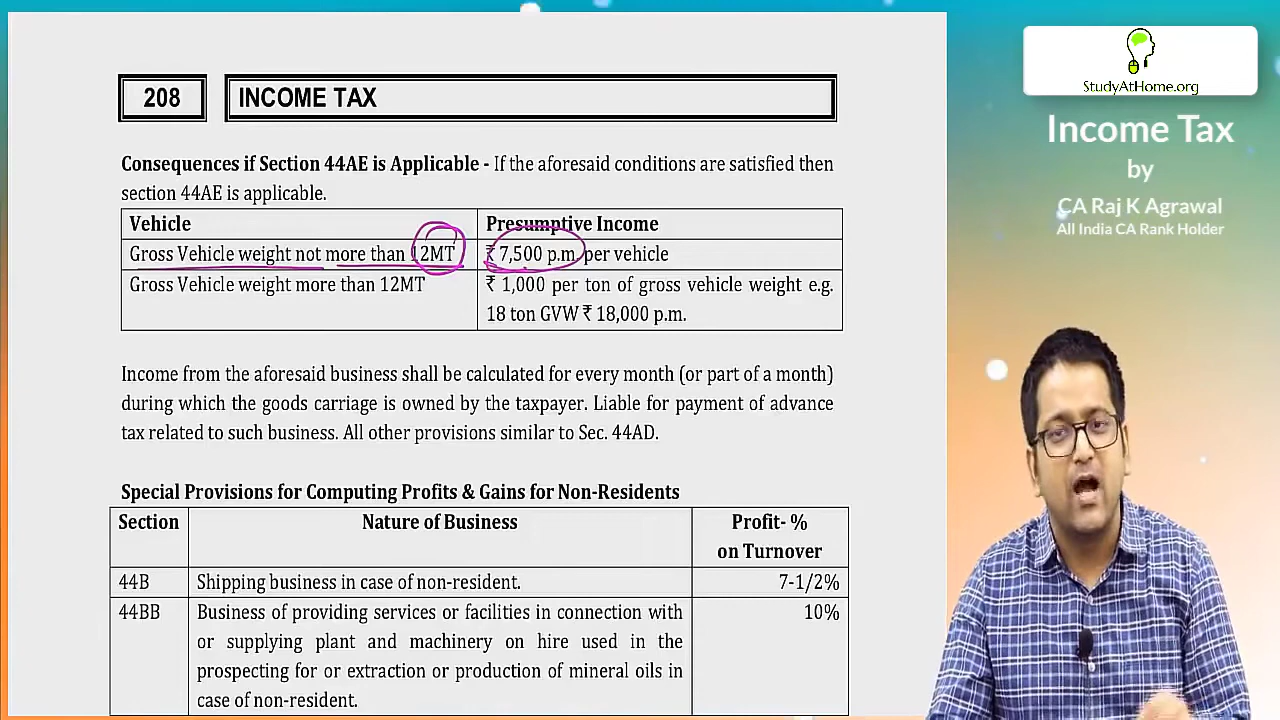 208
INCOME TAX
Consequences if Section 44AE is Applicable - If the aforesaid conditions are satisfied then
section 44AE is applicable.
Vehicle
Presumptive Income
Gross Vehicle weight not more than 12MT
₹ 7,500 p.m. per vehicle
Gross Vehicle weight more than 12MT
₹ 1,000 per ton of gross vehicle weight e.g.
18 ton GVW ₹ 18,000 p.m.
Income from the aforesaid business shall be calculated for every month (or part of a month)
during which the goods carriage is owned by the taxpayer. Liable for payment of advance
tax related to such business. All other provisions similar to Sec. 44AD.
Special Provisions for Computing Profits & Gains for Non-Residents
Section
Nature of Business
Profit- %
on Turnover
44B
Shipping business in case of non-resident.
7-1/2%
44BB
Business of providing services or facilities in connection with
or supplying plant and machinery on hire used in the
prospecting for or extraction or production of mineral oils in
case of non-resident.
10%
StudyAtHome.org
Income Tax
by
CA Raj K Agrawal
All India CA Rank Holder